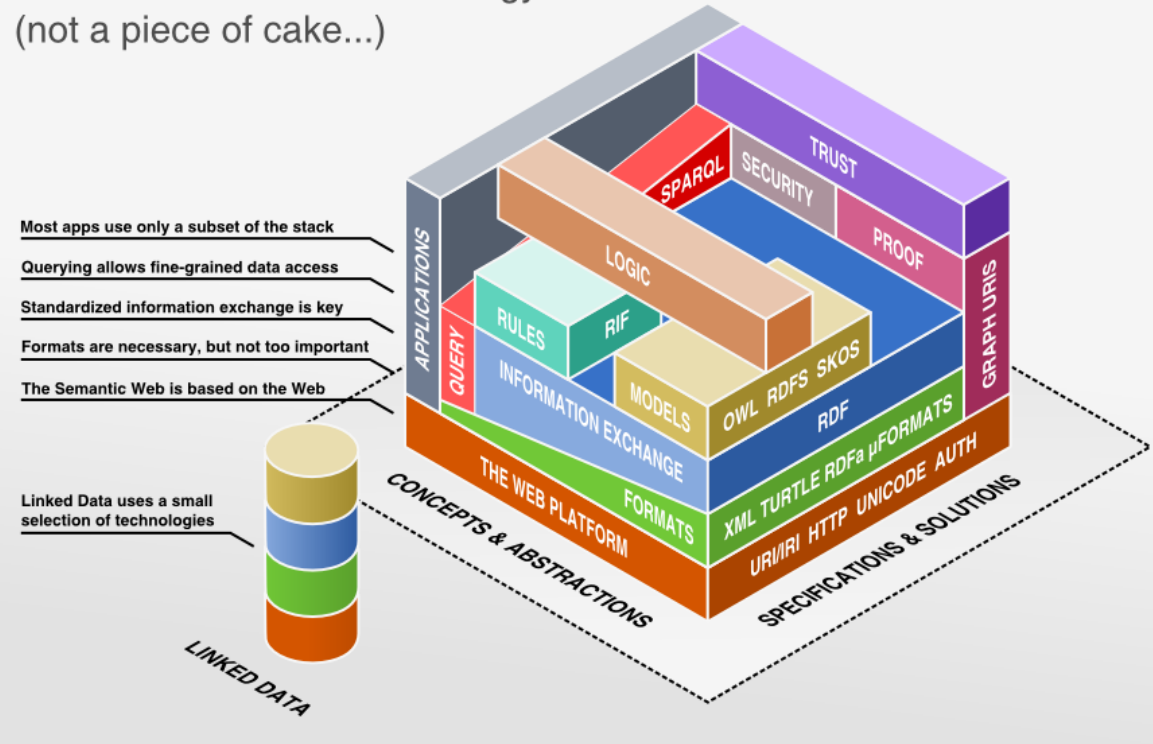 (not a piece of cake...)
Most apps use only a subset of the stack
Querying allows fine-grained data access
Standardized information exchange is key
Formats are necessary, but not too important
The Semantic Web is based on the Web
Linked Data uses a small
selection of technologies
LINKED DATA
APPLICATIONS
QUERY
RULES
RIF
LOGIC
SPARQL
SECURITY
TRUST
PROOF
GRAPH URIS
INFORMATION EXCHANGE
MODELS
OWL RDFS SKOS
RDF
FORMATS
XML TURTLE RDFa μFORMATS
THE WEB PLATFORM
URI/IRI HTTP UNICODE AUTH
CONCEPTS & ABSTRACTIONS
SPECIFICATIONS & SOLUTIONS